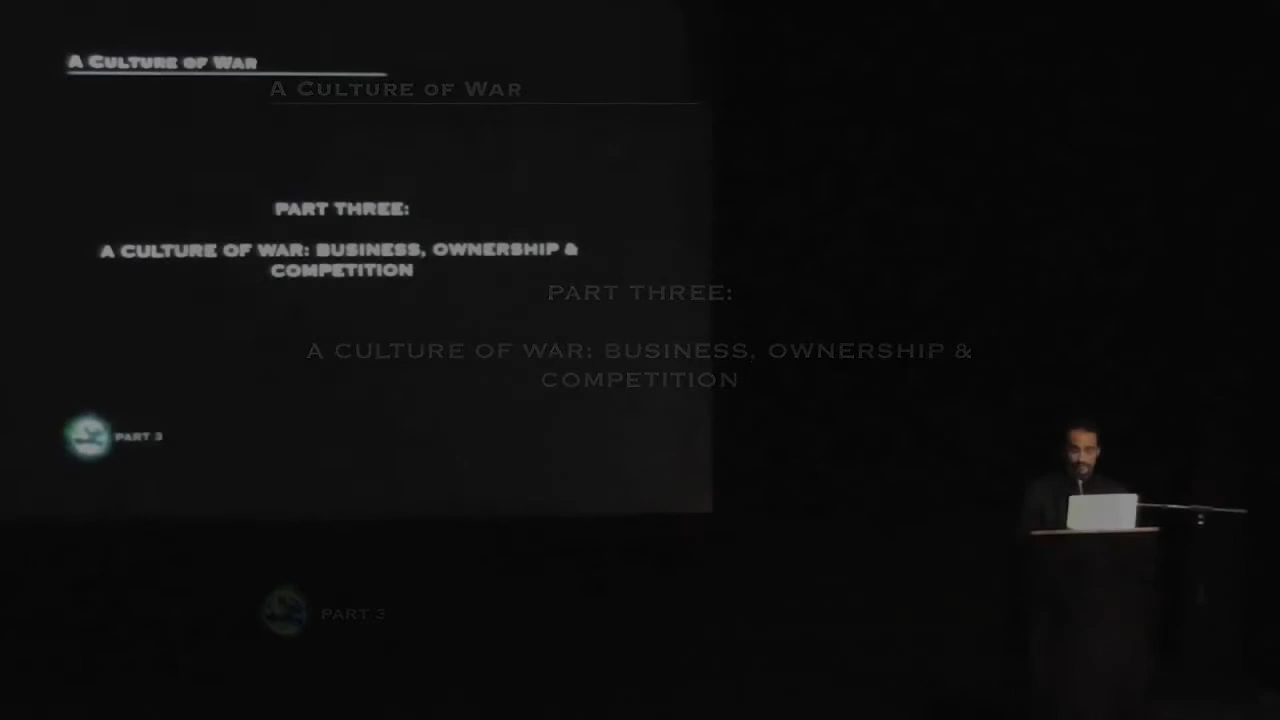 A Culture of War
PART THREE:
A CULTURE OF WAR: BUSINESS, OWNERSHIP &
COMPETITION
PART 3
A Culture of War
PART THREE:
A CULTURE OF WAR: BUSINESS, OWNERSHIP &
COMPETITION
PART 3